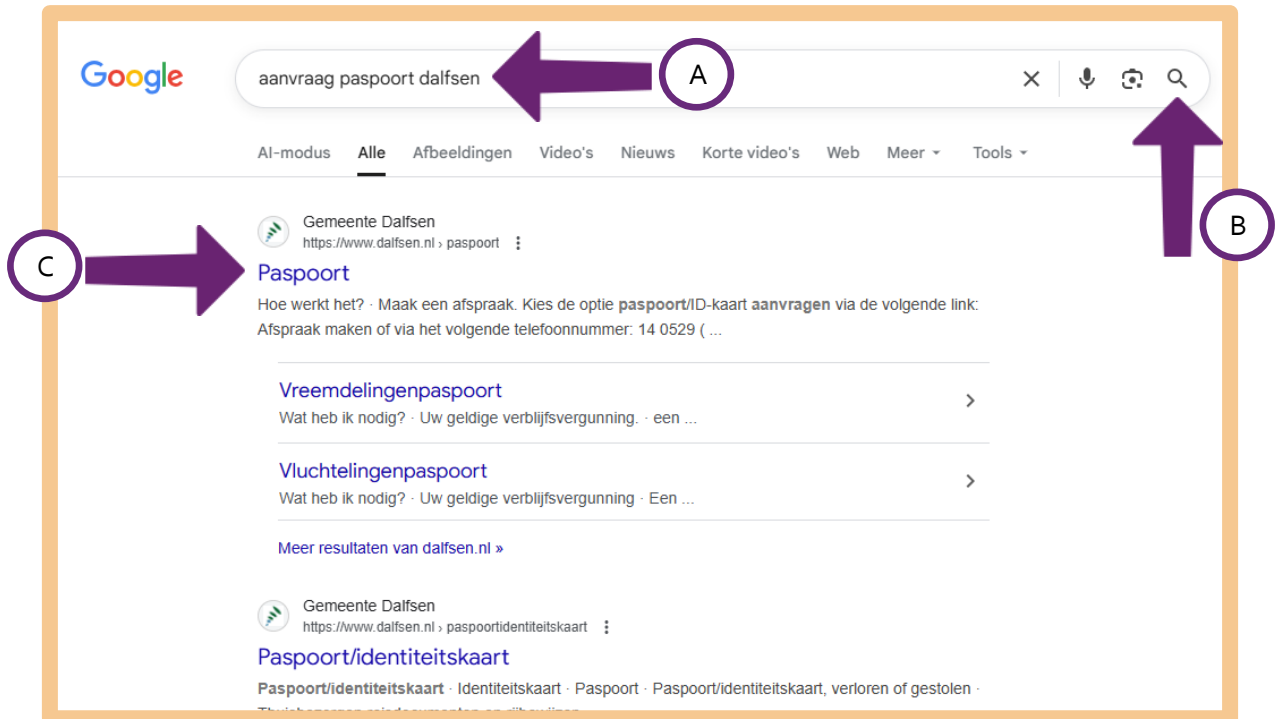 Google
aanvraag paspoort dalfsen
A
AI-modus Alle Afbeeldingen Video's Nieuws Korte video's Web Meer Tools
B
Gemeente Dalfsen
https://www.dalfsen.nl › paspoort
C
Paspoort
Hoe werkt het? · Maak een afspraak. Kies de optie paspoort/ID-kaart aanvragen via de volgende link:
Afspraak maken of via het volgende telefoonnummer: 14 0529 ( ...
Vreemdelingenpaspoort
Wat heb ik nodig? · Uw geldige verblijfsvergunning. · een ...
Vluchtelingenpaspoort
Wat heb ik nodig? · Uw geldige verblijfsvergunning · Een ...
Meer resultaten van dalfsen.nl »
Gemeente Dalfsen
https://www.dalfsen.nl › paspoortidentiteitskaart
Paspoort/identiteitskaart
Paspoort/identiteitskaart · Identiteitskaart · Paspoort · Paspoort/identiteitskaart, verloren of gestolen ·